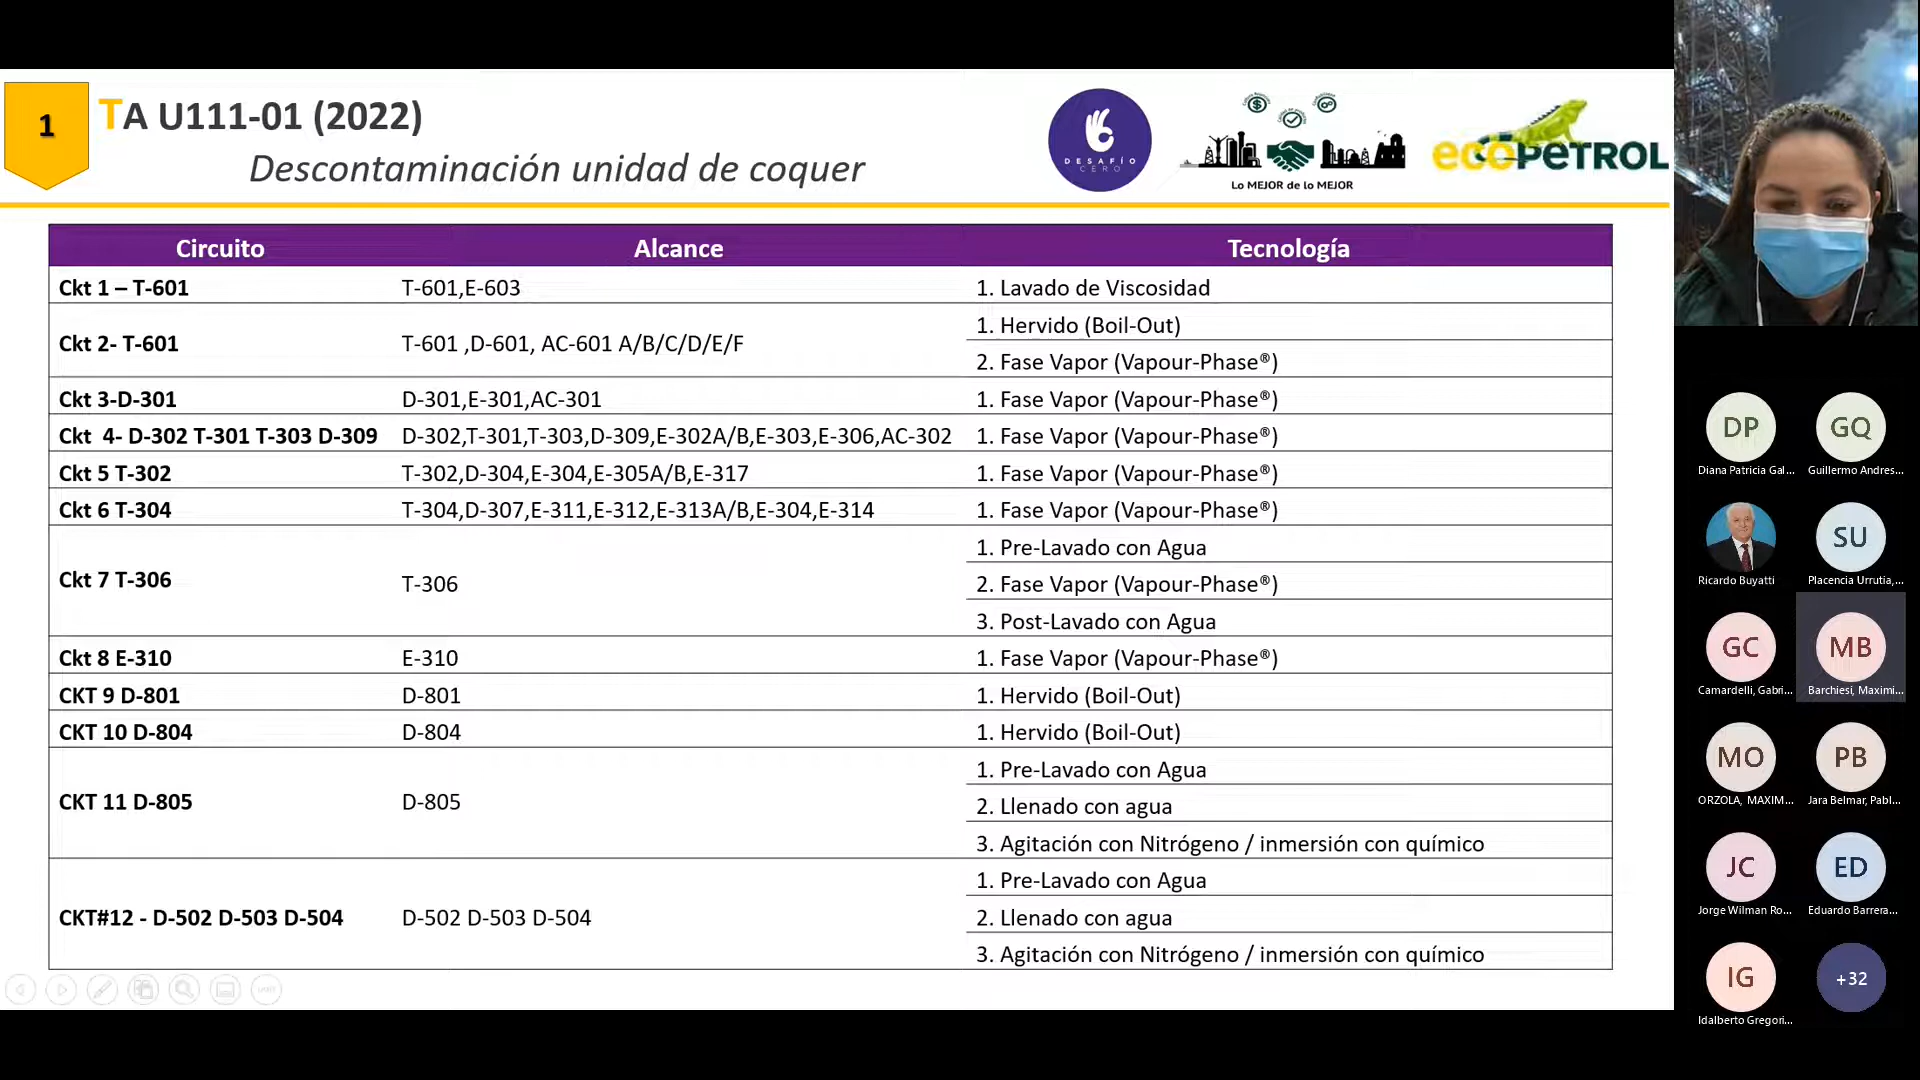 1
TA U111-01 (2022)
Descontaminación unidad de coquer
DESAFÍO
CERO
Lo MEJOR de lo MEJOR
ecoPETROL
Circuito Alcance Tecnología
Ckt 1 – T-601 T-601,E-603 1. Lavado de Viscosidad
Ckt 2- T-601 T-601 ,D-601, AC-601 A/B/C/D/E/F 1. Hervido (Boil-Out)
2. Fase Vapor (Vapour-Phase®)
Ckt 3-D-301 D-301,E-301,AC-301 1. Fase Vapor (Vapour-Phase®)
Ckt 4- D-302 T-301 T-303 D-309 D-302,T-301,T-303,D-309,E-302A/B,E-303,E-306,AC-302 1. Fase Vapor (Vapour-Phase®)
Ckt 5 T-302 T-302,D-304,E-304,E-305A/B,E-317 1. Fase Vapor (Vapour-Phase®)
Ckt 6 T-304 T-304,D-307,E-311,E-312,E-313A/B,E-304,E-314 1. Fase Vapor (Vapour-Phase®)
Ckt 7 T-306 T-306 1. Pre-Lavado con Agua
2. Fase Vapor (Vapour-Phase®)
3. Post-Lavado con Agua
Ckt 8 E-310 E-310 1. Fase Vapor (Vapour-Phase®)
CKT 9 D-801 D-801 1. Hervido (Boil-Out)
CKT 10 D-804 D-804 1. Hervido (Boil-Out)
CKT 11 D-805 D-805 1. Pre-Lavado con Agua
2. Llenado con agua
3. Agitación con Nitrógeno / inmersión con químico
CKT#12 - D-502 D-503 D-504 D-502 D-503 D-504 1. Pre-Lavado con Agua
2. Llenado con agua
3. Agitación con Nitrógeno / inmersión con químico
DP GQ
Diana Patricia Gal... Guillermo Andres...
SU
Ricardo Buyatti Placencia Urrutia,...
GC MB
Camardelli, Gabri... Barchiesi, Maximi...
MO PB
ORZOLA, MAXIM... Jara Belmar, Pabl...
JC ED
Jorge Wilman Ro... Eduardo Barrera...
IG +32
Idalberto Gregori...